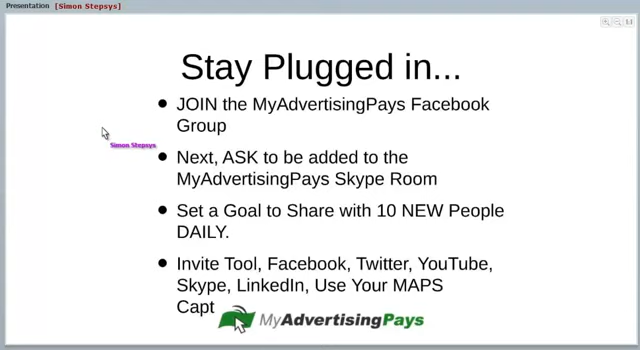 Presentation [Simon Stepsys]
Stay Plugged in...
JOIN the MyAdvertisingPays Facebook
Group
Simon Stepsys
Next, ASK to be added to the
MyAdvertisingPays Skype Room
Set a Goal to Share with 10 NEW People
DAILY.
Invite Tool, Facebook, Twitter, YouTube,
Skype, LinkedIn, Use Your MAPS
Capt
MyAdvertisingPays